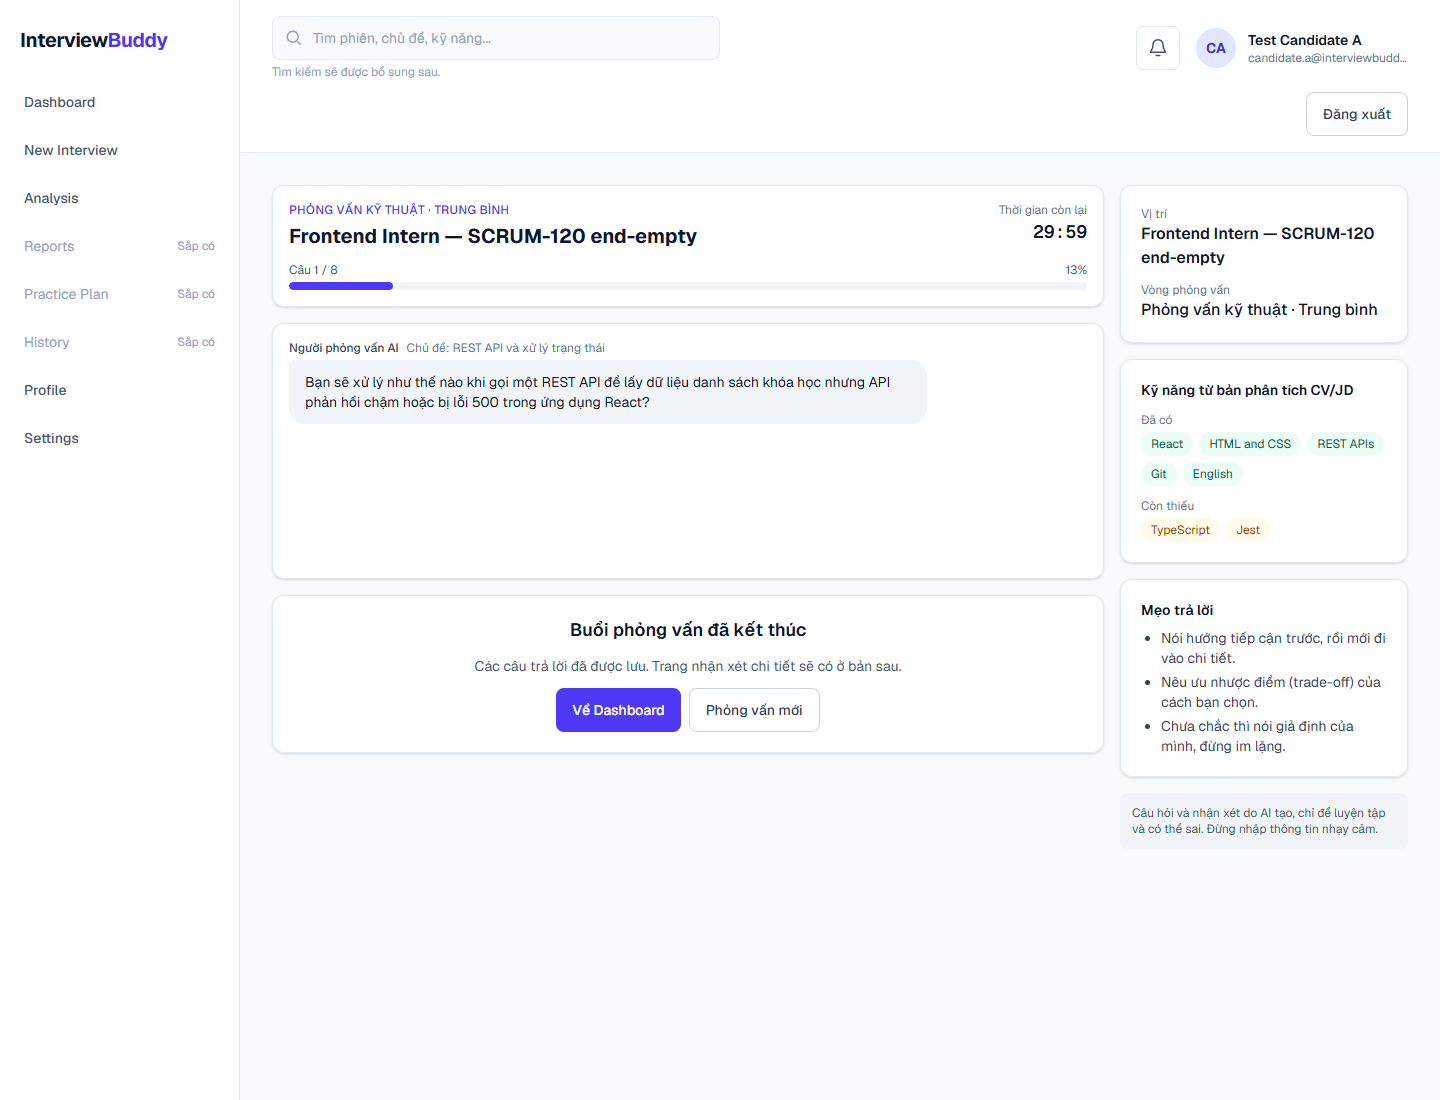 InterviewBuddy
Dashboard
New Interview
Analysis
Reports Sắp có
Practice Plan Sắp có
History Sắp có
Profile
Settings
Tìm phiên, chủ đề, kỹ năng...
Tìm kiếm sẽ được bổ sung sau.
CA
Test Candidate A
candidate.a@interviewbudd...
Đăng xuất
PHỎNG VẤN KỸ THUẬT · TRUNG BÌNH
Frontend Intern — SCRUM-120 end-empty
Thời gian còn lại
29:59
Câu 1 / 8
13%
Người phỏng vấn AI Chủ đề: REST API và xử lý trạng thái
Bạn sẽ xử lý như thế nào khi gọi một REST API để lấy dữ liệu danh sách khóa học nhưng API
phản hồi chậm hoặc bị lỗi 500 trong ứng dụng React?
Buổi phỏng vấn đã kết thúc
Các câu trả lời đã được lưu. Trang nhận xét chi tiết sẽ có ở bản sau.
Về Dashboard
Phỏng vấn mới
Vị trí
Frontend Intern — SCRUM-120
end-empty
Vòng phỏng vấn
Phỏng vấn kỹ thuật · Trung bình
Kỹ năng từ bản phân tích CV/JD
Đã có
React HTML and CSS REST APIs
Git English
Còn thiếu
TypeScript Jest
Mẹo trả lời
• Nói hướng tiếp cận trước, rồi mới đi
vào chi tiết.
• Nêu ưu nhược điểm (trade-off) của
cách bạn chọn.
• Chưa chắc thì nói giả định của
mình, đừng im lặng.
Câu hỏi và nhận xét do AI tạo, chỉ để luyện tập
và có thể sai. Đừng nhập thông tin nhạy cảm.